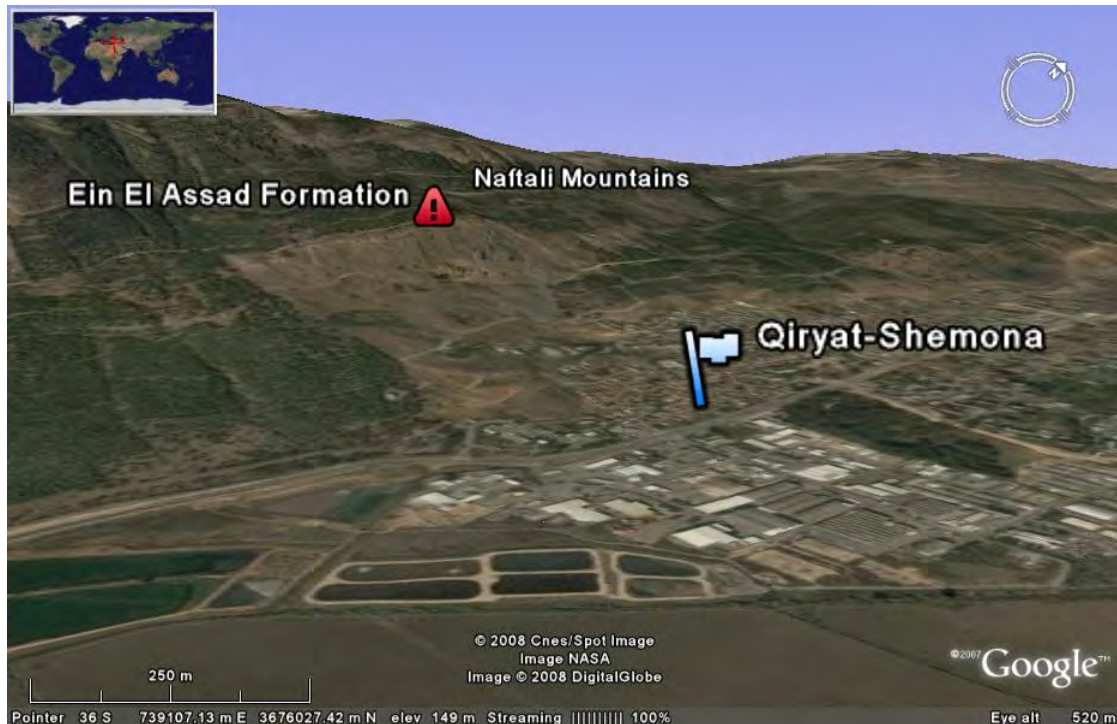 N
Naftali Mountains
Ein El Assad Formation
Qiryat-Shemona
© 2008 Cnes/Spot Image
Image NASA
Image © 2008 DigitalGlobe
©2007 Google™
250 m
Pointer 36 S 739107.13 m E 3676027.42 m N elev 149 m Streaming |||||||||| 100% Eye alt 520 m